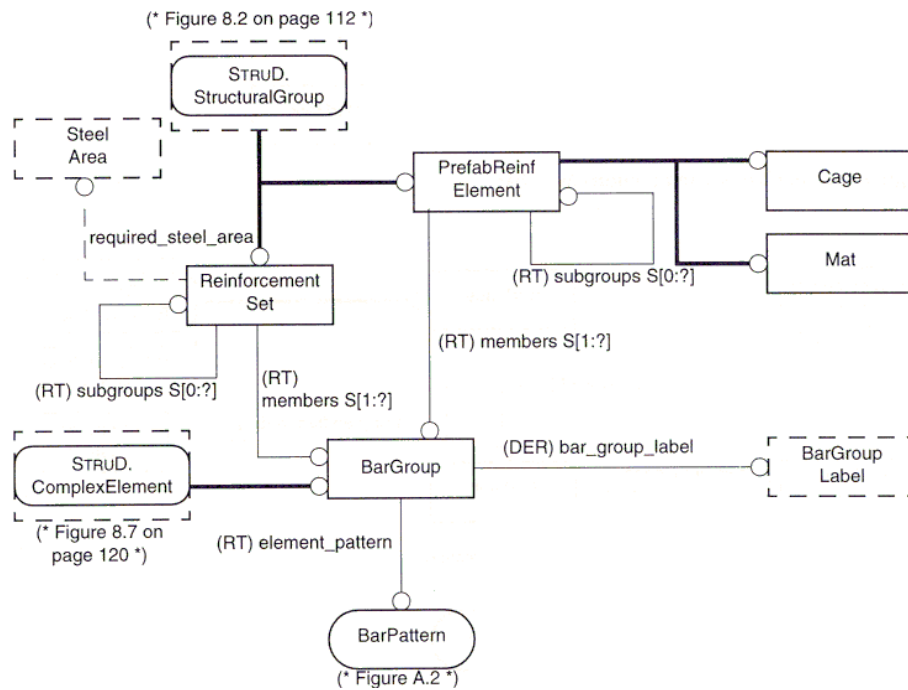 (* Figure 8.2 on page 112 *)
STRUD.
StructuralGroup
Steel
Area
PrefabReinf
Element
Cage
required_steel_area
Mat
Reinforcement
Set
(RT) subgroups S[0:?]
(RT) members S[1:?]
(RT) subgroups S[0:?]
(RT)
members S[1:?]
STRUD.
ComplexElement
BarGroup
(DER) bar_group_label
BarGroup
Label
(* Figure 8.7 on
page 120 *)
(RT) element_pattern
BarPattern
(* Figure A.2 *)